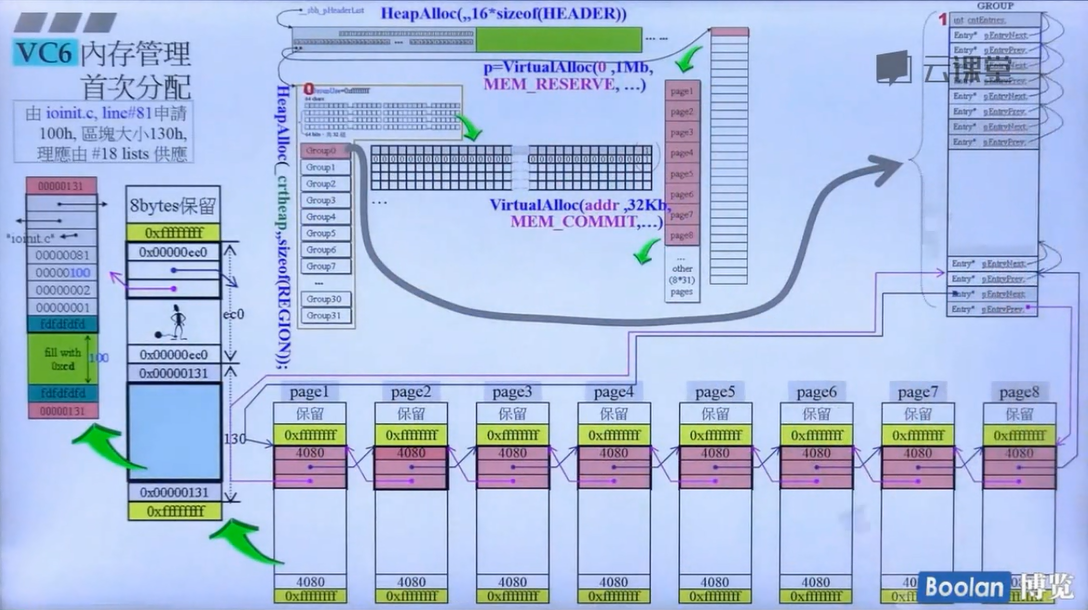 VC6 內存管理
首次分配
由 ioinit.c, line#81申請
100h, 區塊大小130h,
理應由 #18 lists 供應
__sbh_pHeaderList
HeapAlloc(,,16*sizeof(HEADER))
p=VirtualAlloc(0 ,1Mb,
MEM_RESERVE, …)
HeapAlloc(_crtheap,,sizeof(REGION));
0
Group0
Group1
Group2
Group3
Group4
Group5
Group6
Group7
...
Group30
Group31
...
... ...
VirtualAlloc(addr ,32Kb,
MEM_COMMIT,…)
page1
page2
page3
page4
page5
page6
page7
page8
...
other
(8*31)
pages
GROUP
1
int cntEntries;
Entry* pEntryNext;
Entry* pEntryPrev;
Entry* pEntryNext;
Entry* pEntryPrev;
Entry* pEntryNext;
Entry* pEntryPrev;
Entry* pEntryNext;
Entry* pEntryPrev;
Entry* pEntryNext;
Entry* pEntryPrev;
Entry* pEntryNext;
Entry* pEntryPrev;
云课堂
00000131
"ioinit.c"
00000081
00000100
00000002
00000001
fdfdfdfd
fill with
0xcd
100
fdfdfdfd
00000131
8bytes保留
0xffffffff
0x00000ec0
ec0
0x00000ec0
0x00000131
130
0x00000131
0xffffffff
page1 page2 page3 page4 page5 page6 page7 page8
保留 保留 保留 保留 保留 保留 保留 保留
0xffffffff 0xffffffff 0xffffffff 0xffffffff 0xffffffff 0xffffffff 0xffffffff 0xffffffff
4080 4080 4080 4080 4080 4080 4080 4080
4080 4080 4080 4080 4080 4080 4080
0xffffffff 0xffffffff 0xffffffff 0xffffffff 0xffffffff 0xffffffff
Boolan 博览